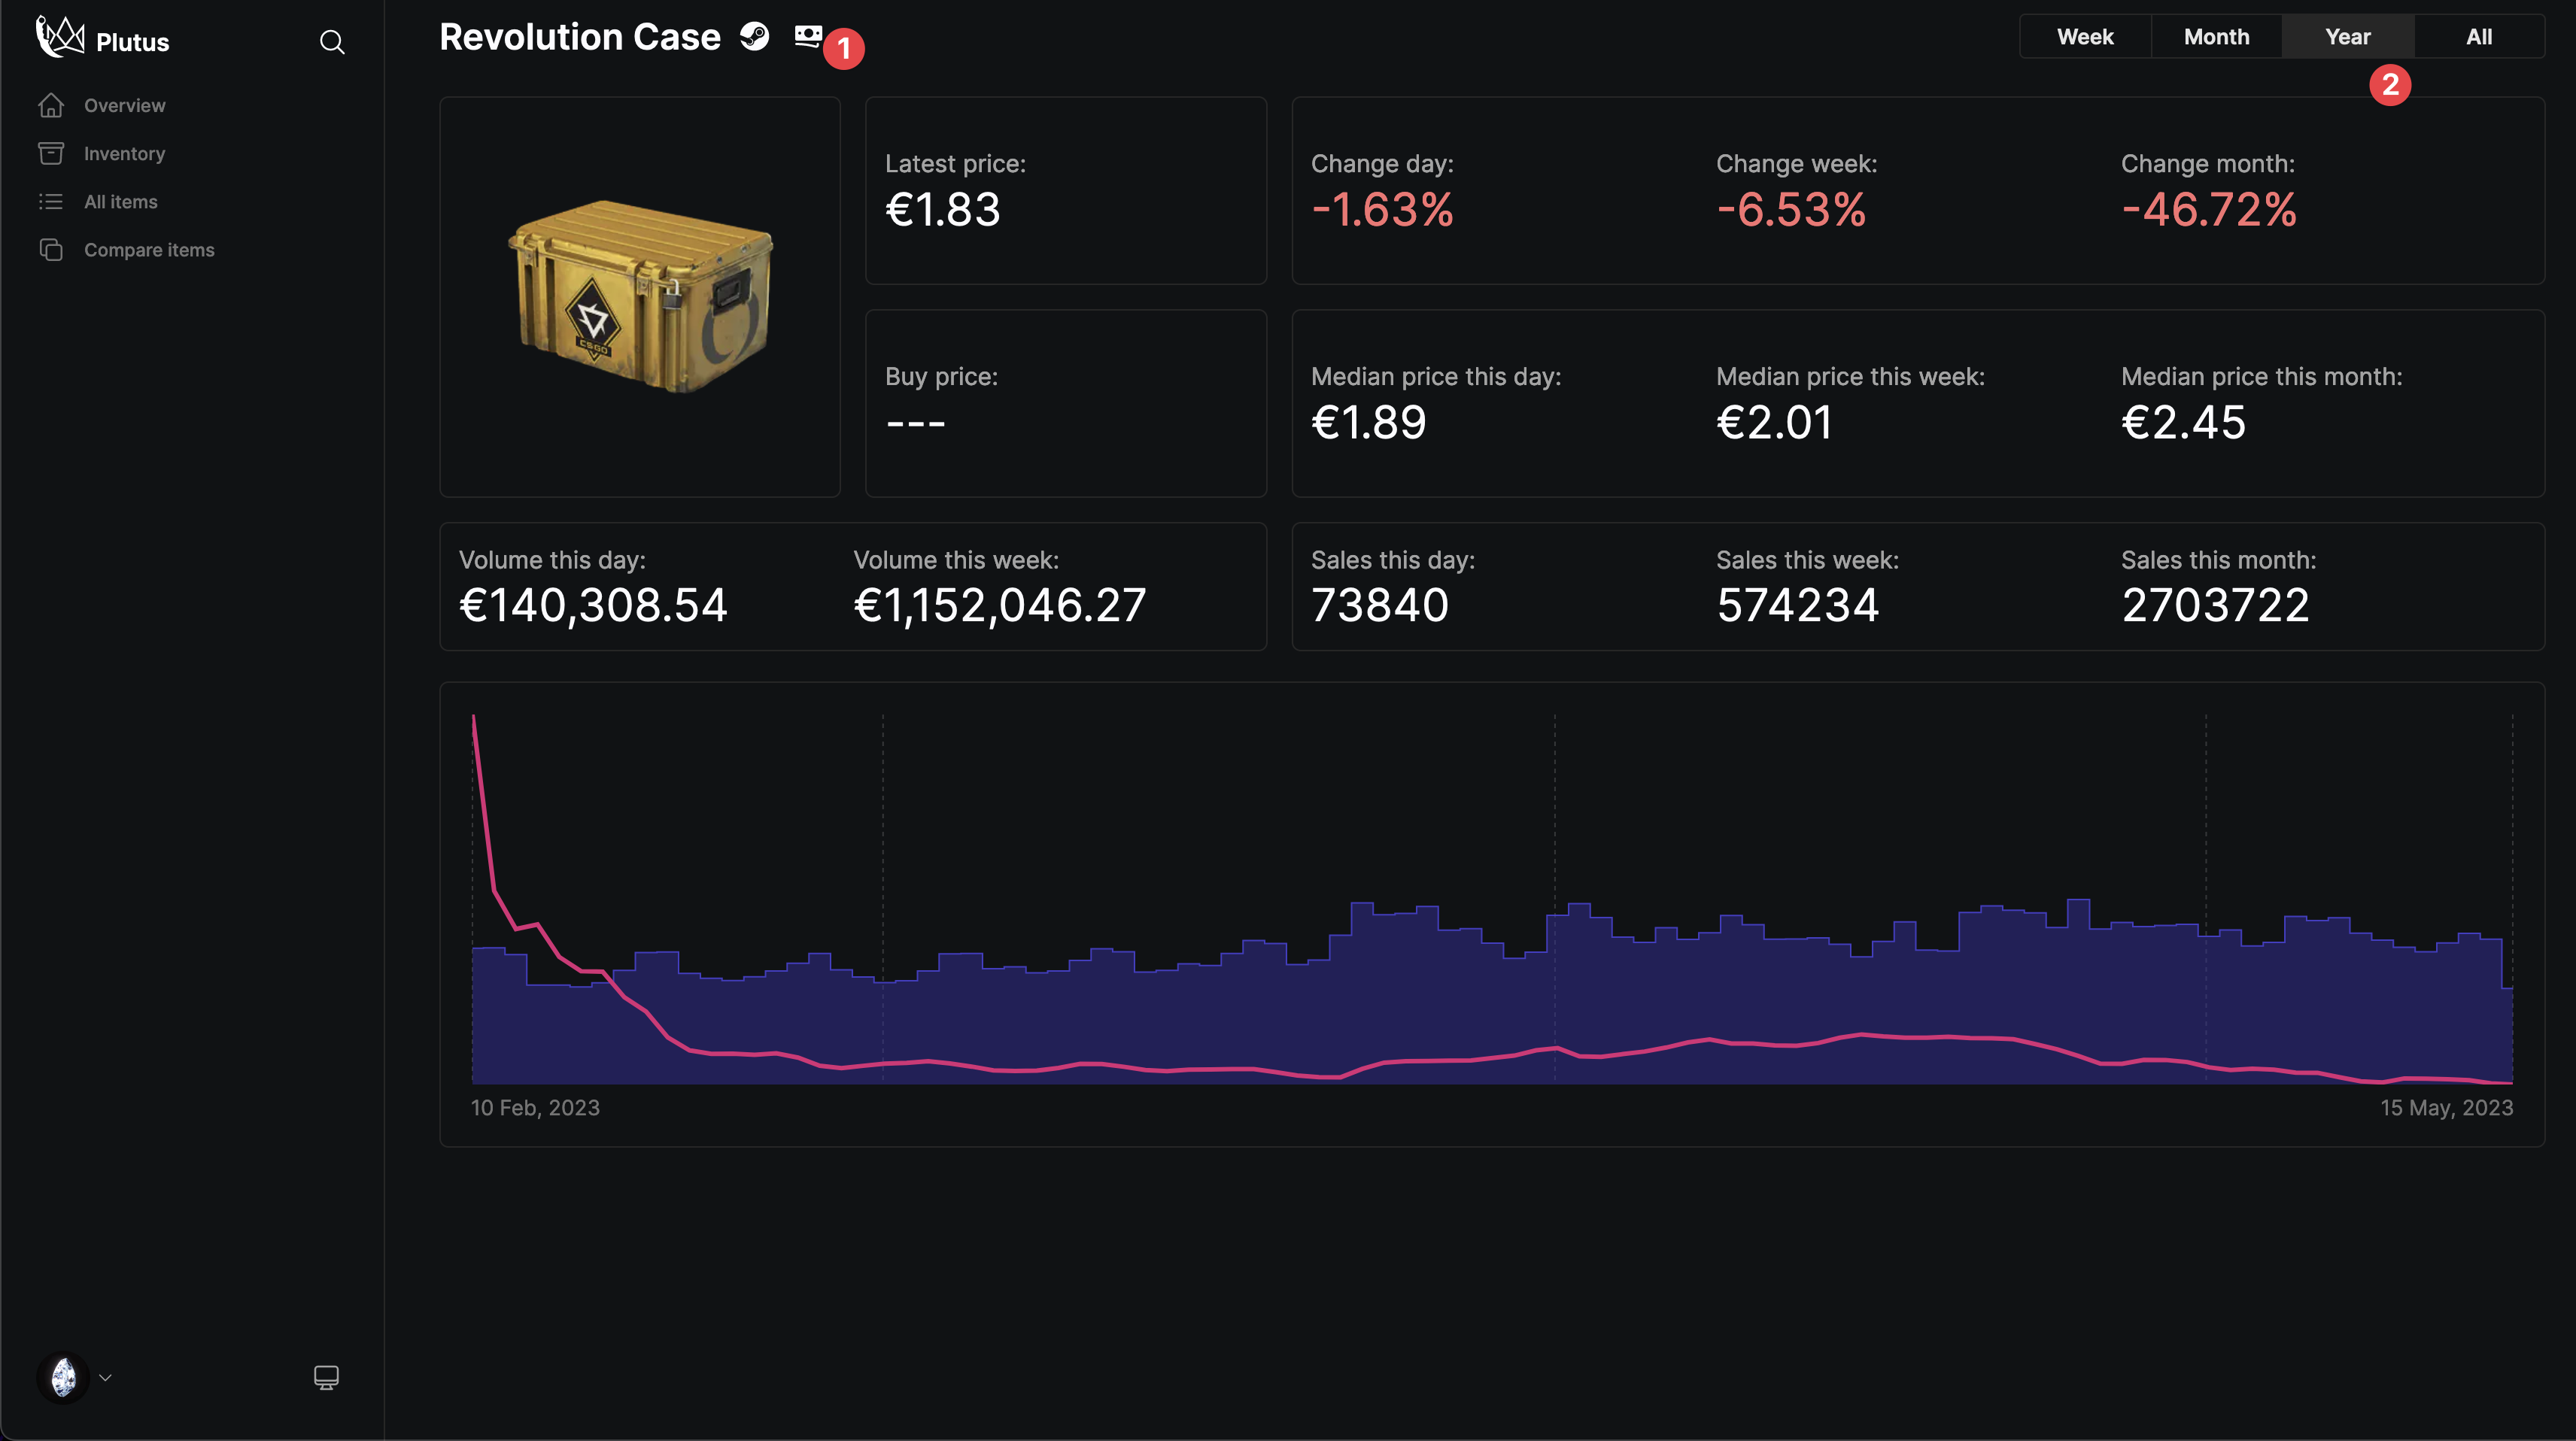 Plutus
Overview
Inventory
All items
Compare items
Revolution Case
1
Week Month Year All
2
CSGO
Latest price:
€1.83
Change day: Change week: Change month:
-1.63% -6.53% -46.72%
Buy price:
---
Median price this day: Median price this week: Median price this month:
€1.89 €2.01 €2.45
Volume this day: Volume this week:
€140,308.54 €1,152,046.27
Sales this day: Sales this week: Sales this month:
73840 574234 2703722
10 Feb, 2023 15 May, 2023